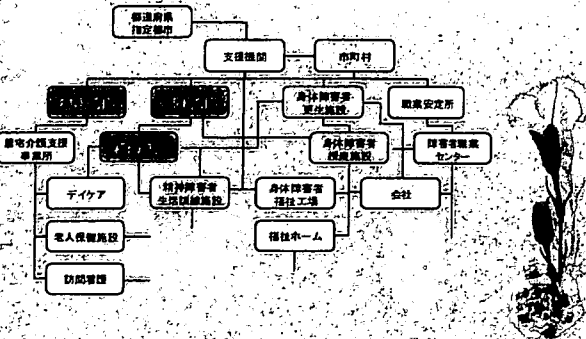 都道府県
指定都市
支援機関
市町村
身体障害者
更生施設
職業安定所
居宅介護支援
事業所
身体障害者
授産施設
障害者職業
センター
デイケア
精神障害者
生活訓練施設
身体障害者
福祉工場
会社
老人保健施設
福祉ホーム
訪問看護